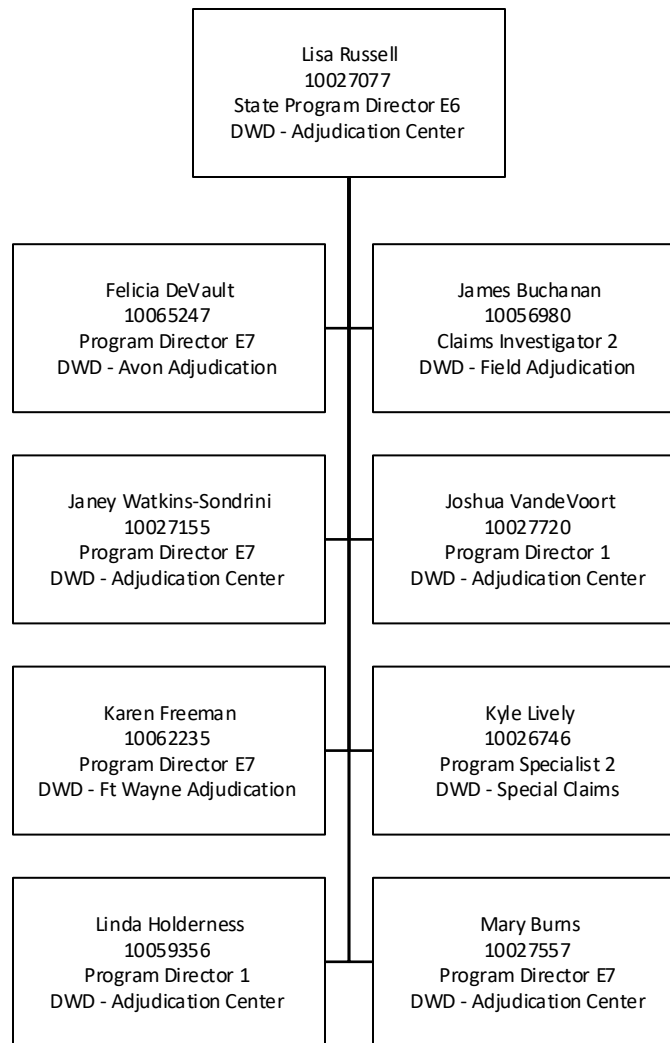 Lisa Russell
10027077
State Program Director E6
DWD - Adjudication Center
Felicia DeVault
10065247
Program Director E7
DWD - Avon Adjudication
James Buchanan
10056980
Claims Investigator 2
DWD - Field Adjudication
Janey Watkins-Sondrini
10027155
Program Director E7
DWD - Adjudication Center
Joshua VandeVoort
10027720
Program Director 1
DWD - Adjudication Center
Karen Freeman
10062235
Program Director E7
DWD - Ft Wayne Adjudication
Kyle Lively
10026746
Program Specialist 2
DWD - Special Claims
Linda Holderness
10059356
Program Director 1
DWD - Adjudication Center
Mary Burns
10027557
Program Director E7
DWD - Adjudication Center